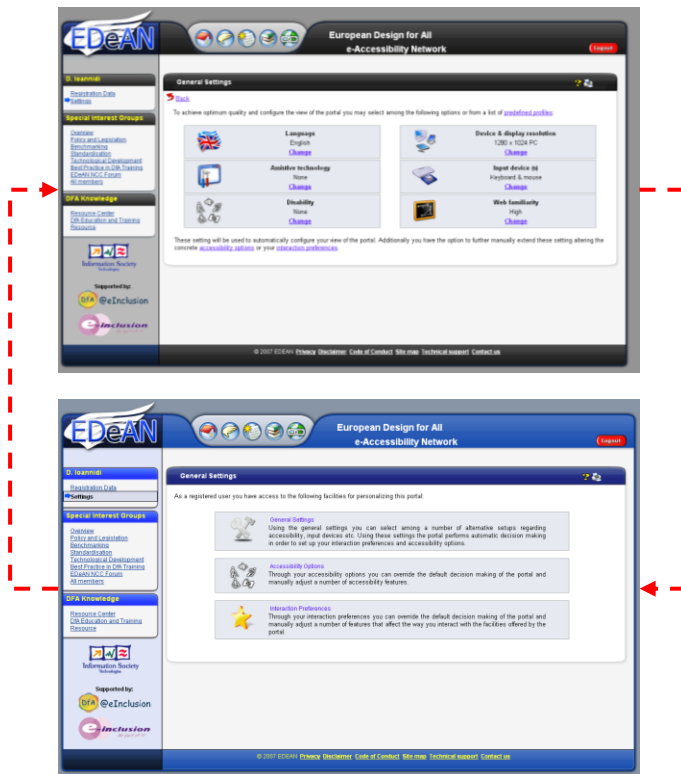 EDeAN
European Design for All
e-Accessibility Network
(Logout)
D. Ioannidi
Registration Data
Settings
Special Interest Groups
Overview
Policy and Legislation
Benchmarking
Standardisation
Technological Development
Best Practice in DfA Training
EDeAN NCC Forum
All members
DFA Knowledge
Resource Center
DfA Education and Training
Resource
Information Society
Technologies
Supported by:
DfA @eInclusion
e-inclusion
General Settings
Back
To achieve optimum quality and configure the view of the portal you may select among the following options or from a list of predefined profiles:
Language
English
Change
Device & display resolution
1280 x 1024 PC
Change
Assistive technology
None
Change
Input device (s)
Keyboard & mouse
Change
Disability
None
Change
Web familiarity
High
Change
These setting will be used to automatically configure your view of the portal. Additionally you have the option to further manually extend these setting altering the
concrete accessibility options or your interaction preferences.
© 2007 EDEAN Privacy Disclaimer Code of Conduct Site map Technical support Contact us
EDeAN
European Design for All
e-Accessibility Network
(Logout)
D. Ioannidi
Registration Data
Settings
Special Interest Groups
Overview
Policy and Legislation
Benchmarking
Standardisation
Technological Development
Best Practice in DfA Training
EDeAN NCC Forum
All members
DFA Knowledge
Resource Center
DfA Education and Training
Resource
Information Society
Technologies
Supported by:
DfA @eInclusion
e-inclusion
General Settings
As a registered user you have access to the following facilities for personalizing this portal:
General Settings
Using the general settings you can select among a number of alternative setups regarding
accessibility, input devices etc. Using these settings the portal performs automatic decision making
in order to set up your interaction preferences and accessibility options.
Accessibility Options
Through your accessibility options you can override the default decision making of the portal and
manually adjust a number of accessibility features.
Interaction Preferences
Through your interaction preferences you can override the default decision making of the portal and
manually adjust a number of features that affect the way you interact with the facilities offered by the
portal.
© 2007 EDEAN Privacy Disclaimer Code of Conduct Site map Technical support Contact us